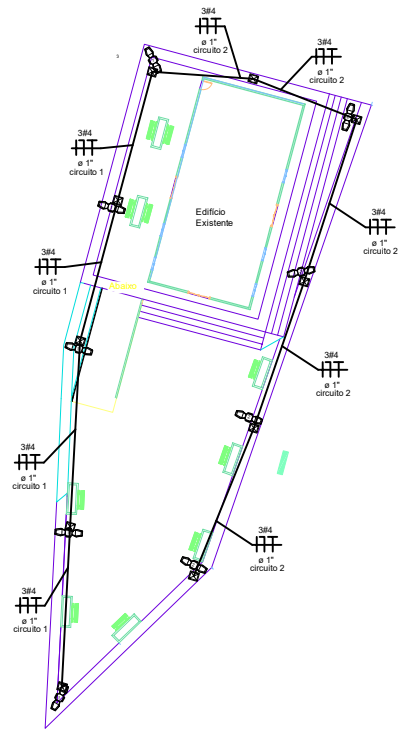 3#4
ø 1"
circuito 2
3#4
ø 1"
circuito 2
3
3#4
ø 1"
circuito 1
Edifício
Existente
3#4
ø 1"
circuito 2
3#4
ø 1"
circuito 1
3#4
ø 1"
circuito 2
3#4
ø 1"
circuito 1
3#4
ø 1"
circuito 2
3#4
ø 1"
circuito 1